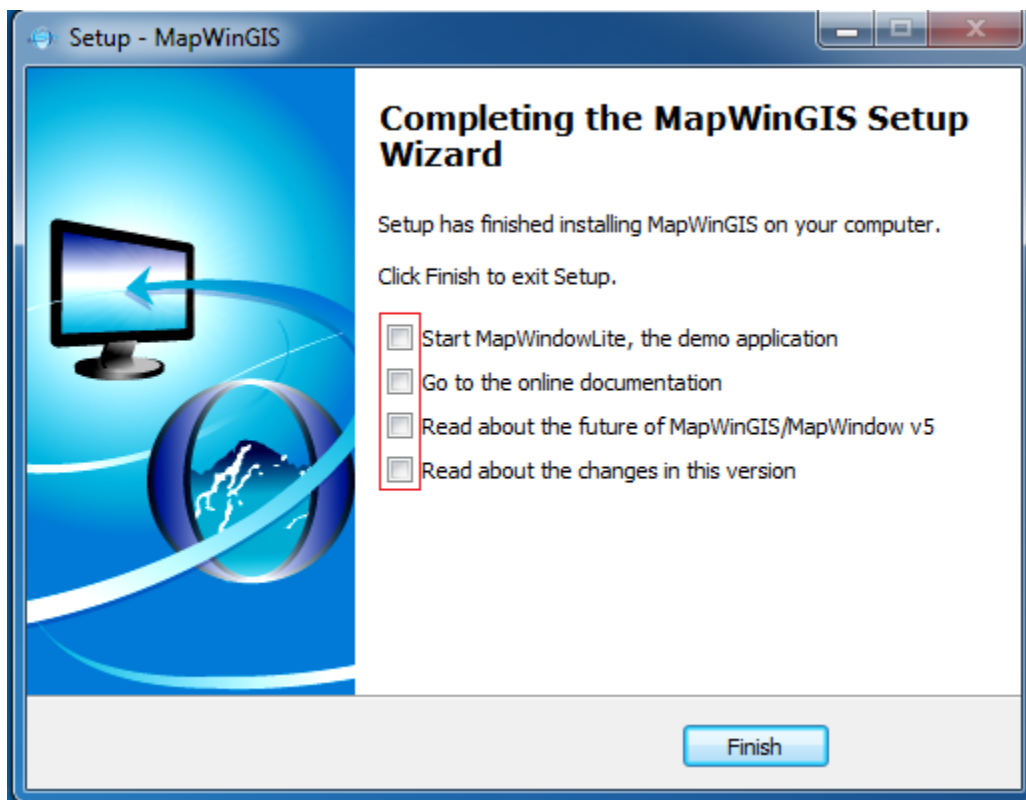 Setup - MapWinGIS
Completing the MapWinGIS Setup
Wizard
Setup has finished installing MapWinGIS on your computer.
Click Finish to exit Setup.
Start MapWindowLite, the demo application
Go to the online documentation
Read about the future of MapWinGIS/MapWindow v5
Read about the changes in this version
Finish